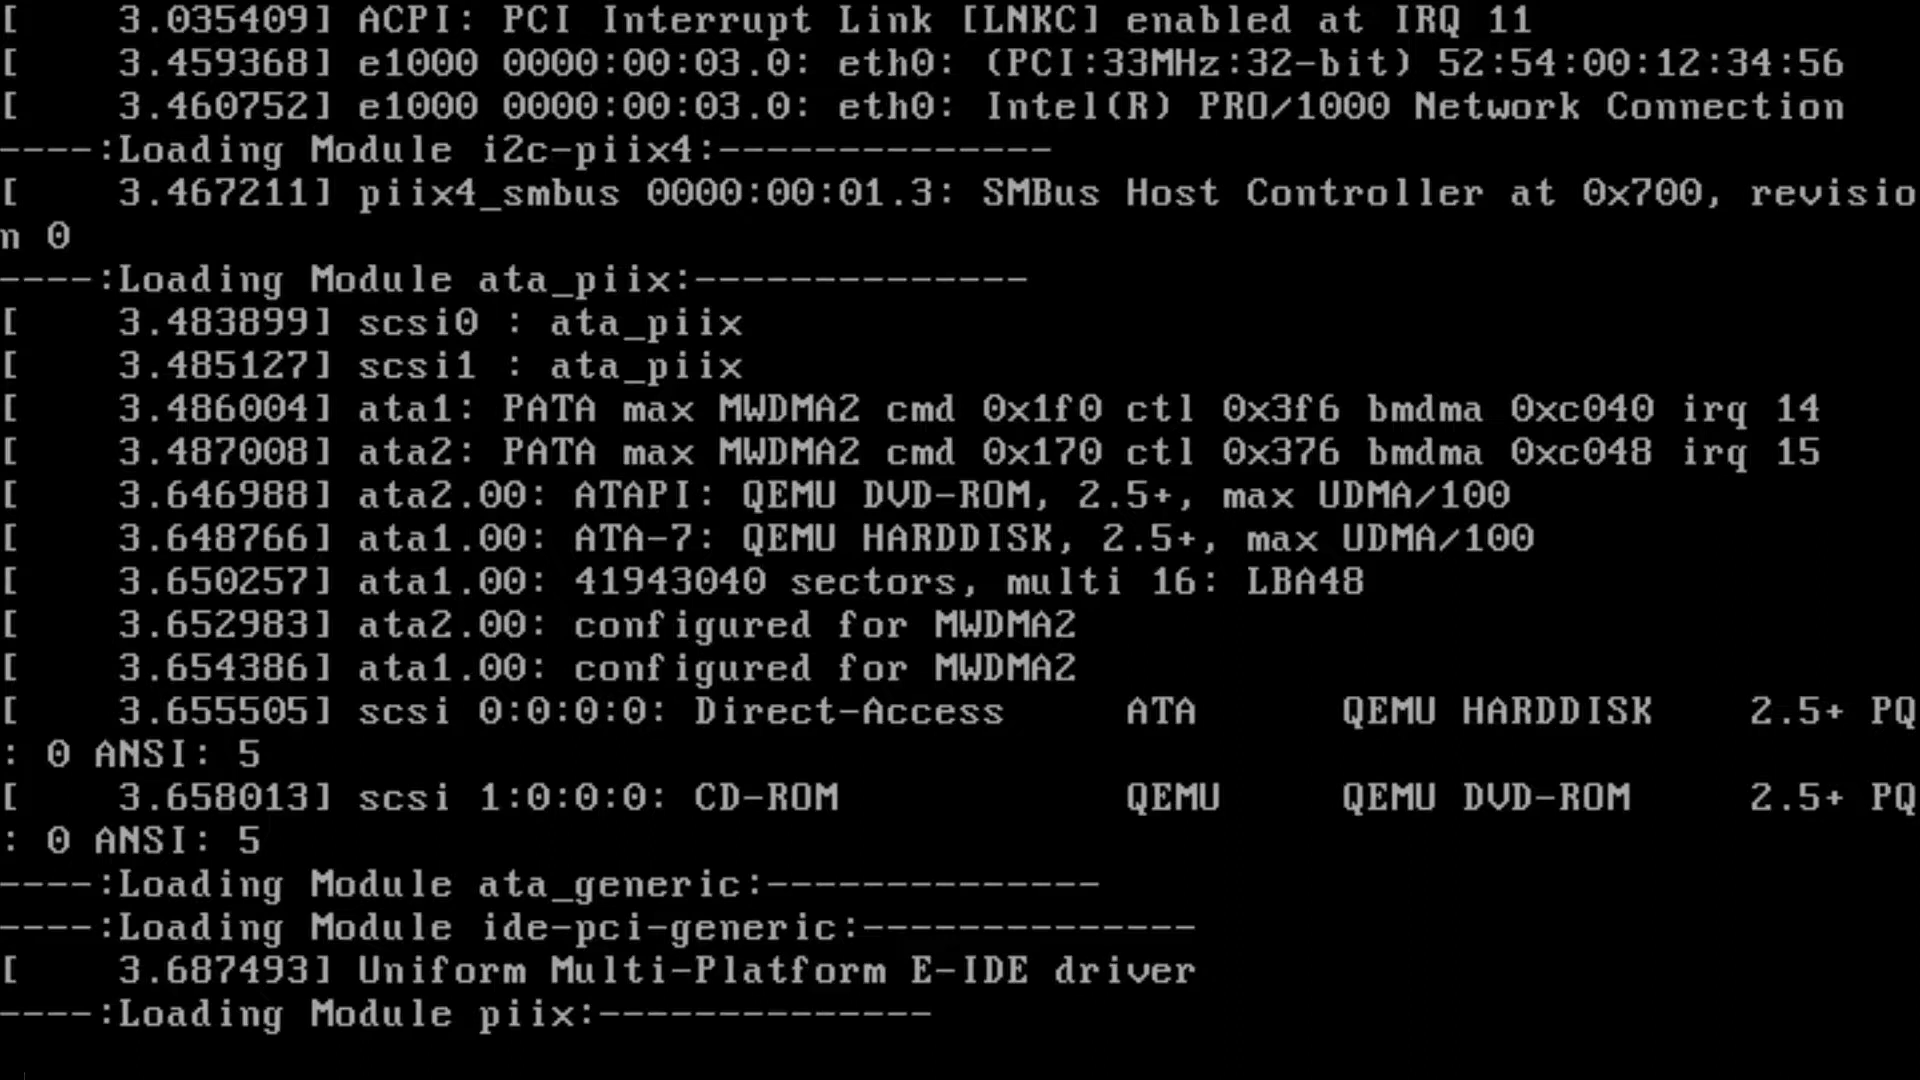 [    3.035409] ACPI: PCI Interrupt Link [LNKC] enabled at IRQ 11
[    3.459368] e1000 0000:00:03.0: eth0: (PCI:33MHz:32-bit) 52:54:00:12:34:56
[    3.460752] e1000 0000:00:03.0: eth0: Intel(R) PRO/1000 Network Connection
----:Loading Module i2c-piix4:--------------
[    3.467211] piix4_smbus 0000:00:01.3: SMBus Host Controller at 0x700, revisio
n 0
----:Loading Module ata_piix:--------------
[    3.483899] scsi0 : ata_piix
[    3.485127] scsi1 : ata_piix
[    3.486004] ata1: PATA max MWDMA2 cmd 0x1f0 ctl 0x3f6 bmdma 0xc040 irq 14
[    3.487008] ata2: PATA max MWDMA2 cmd 0x170 ctl 0x376 bmdma 0xc048 irq 15
[    3.646988] ata2.00: ATAPI: QEMU DVD-ROM, 2.5+, max UDMA/100
[    3.648766] ata1.00: ATA-7: QEMU HARDDISK, 2.5+, max UDMA/100
[    3.650257] ata1.00: 41943040 sectors, multi 16: LBA48
[    3.652983] ata2.00: configured for MWDMA2
[    3.654386] ata1.00: configured for MWDMA2
[    3.655505] scsi 0:0:0:0: Direct-Access     ATA      QEMU HARDDISK    2.5+ PQ
: 0 ANSI: 5
[    3.658013] scsi 1:0:0:0: CD-ROM            QEMU     QEMU DVD-ROM     2.5+ PQ
: 0 ANSI: 5
----:Loading Module ata_generic:--------------
----:Loading Module ide-pci-generic:--------------
[    3.687493] Uniform Multi-Platform E-IDE driver
----:Loading Module piix:--------------